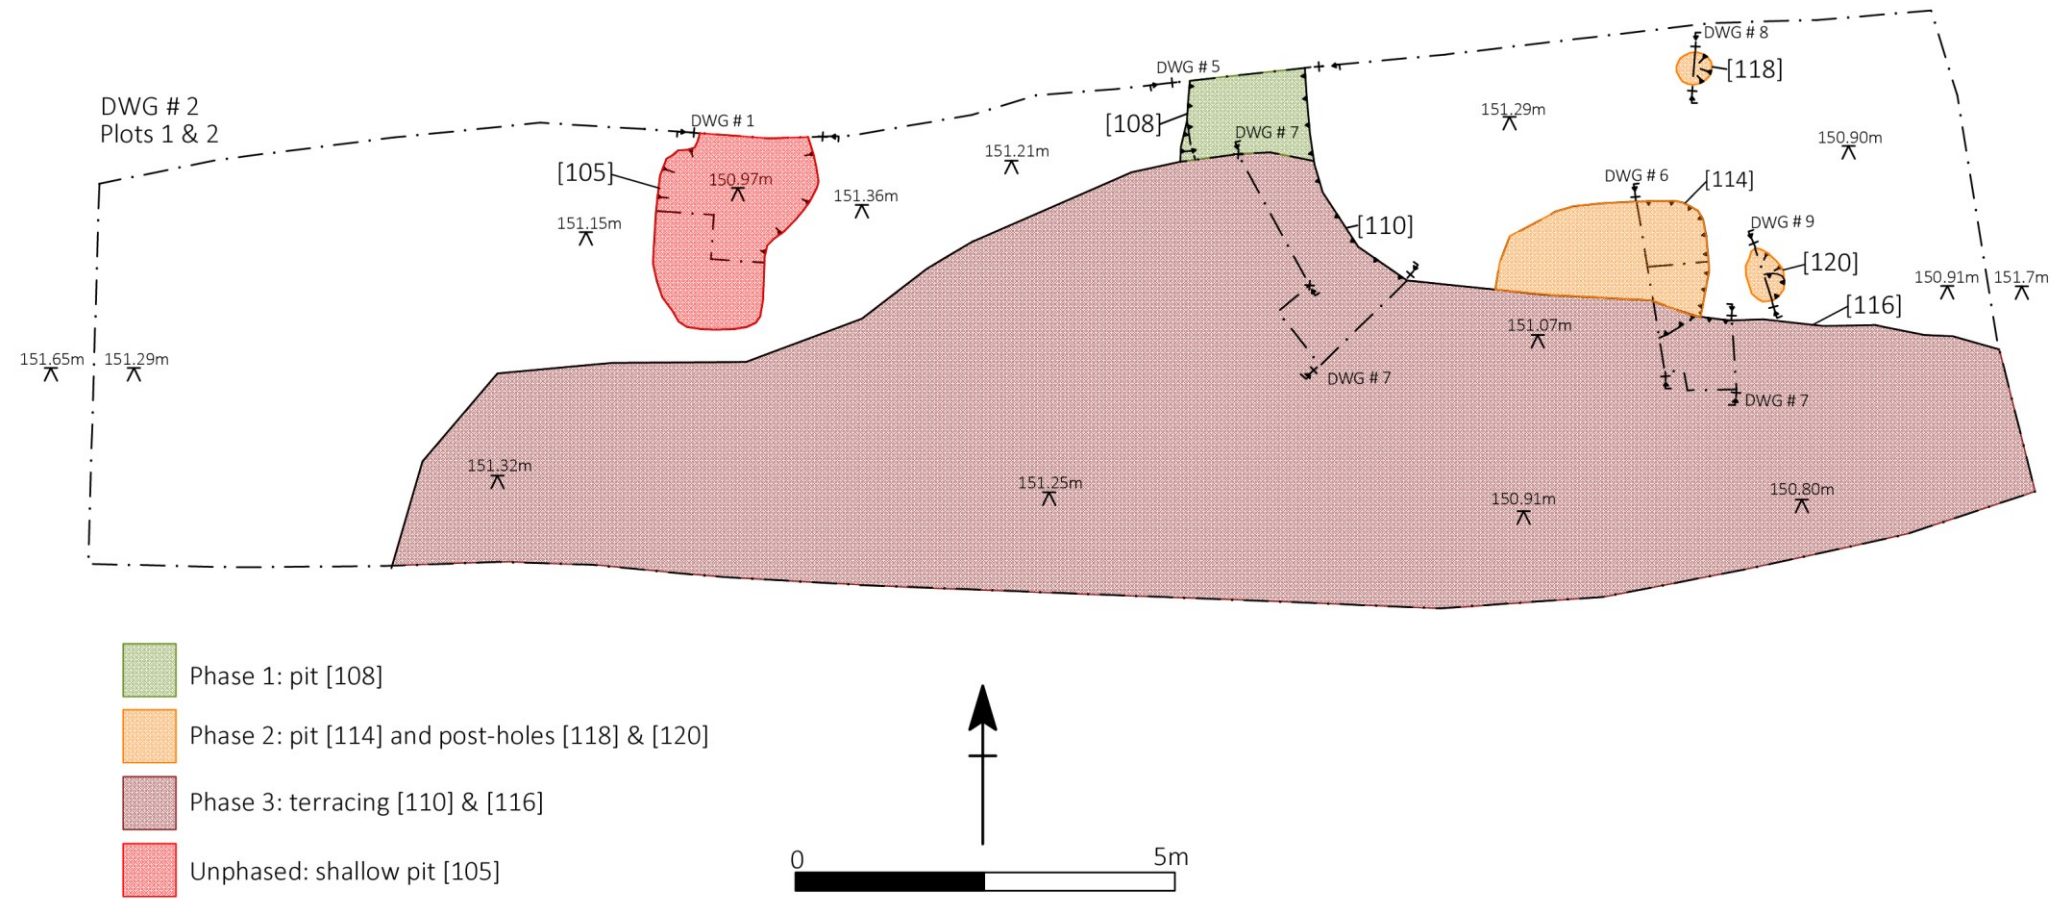 DWG # 8
[118]
DWG # 5
DWG # 2
Plots 1 & 2
151.29m
DWG # 1
[108]
DWG # 7
150.90m
151.21m
[105]
150.97m
DWG # 6
[114]
151.36m
151.15m
[110]
DWG # 9
[120]
150.91m
151.7m
[116]
151.07m
151.65m
151.29m
DWG # 7
DWG # 7
151.32m
151.25m
150.91m
150.80m
Phase 1: pit [108]
Phase 2: pit [114] and post-holes [118] & [120]
Phase 3: terracing [110] & [116]
Unphased: shallow pit [105]
0
5m